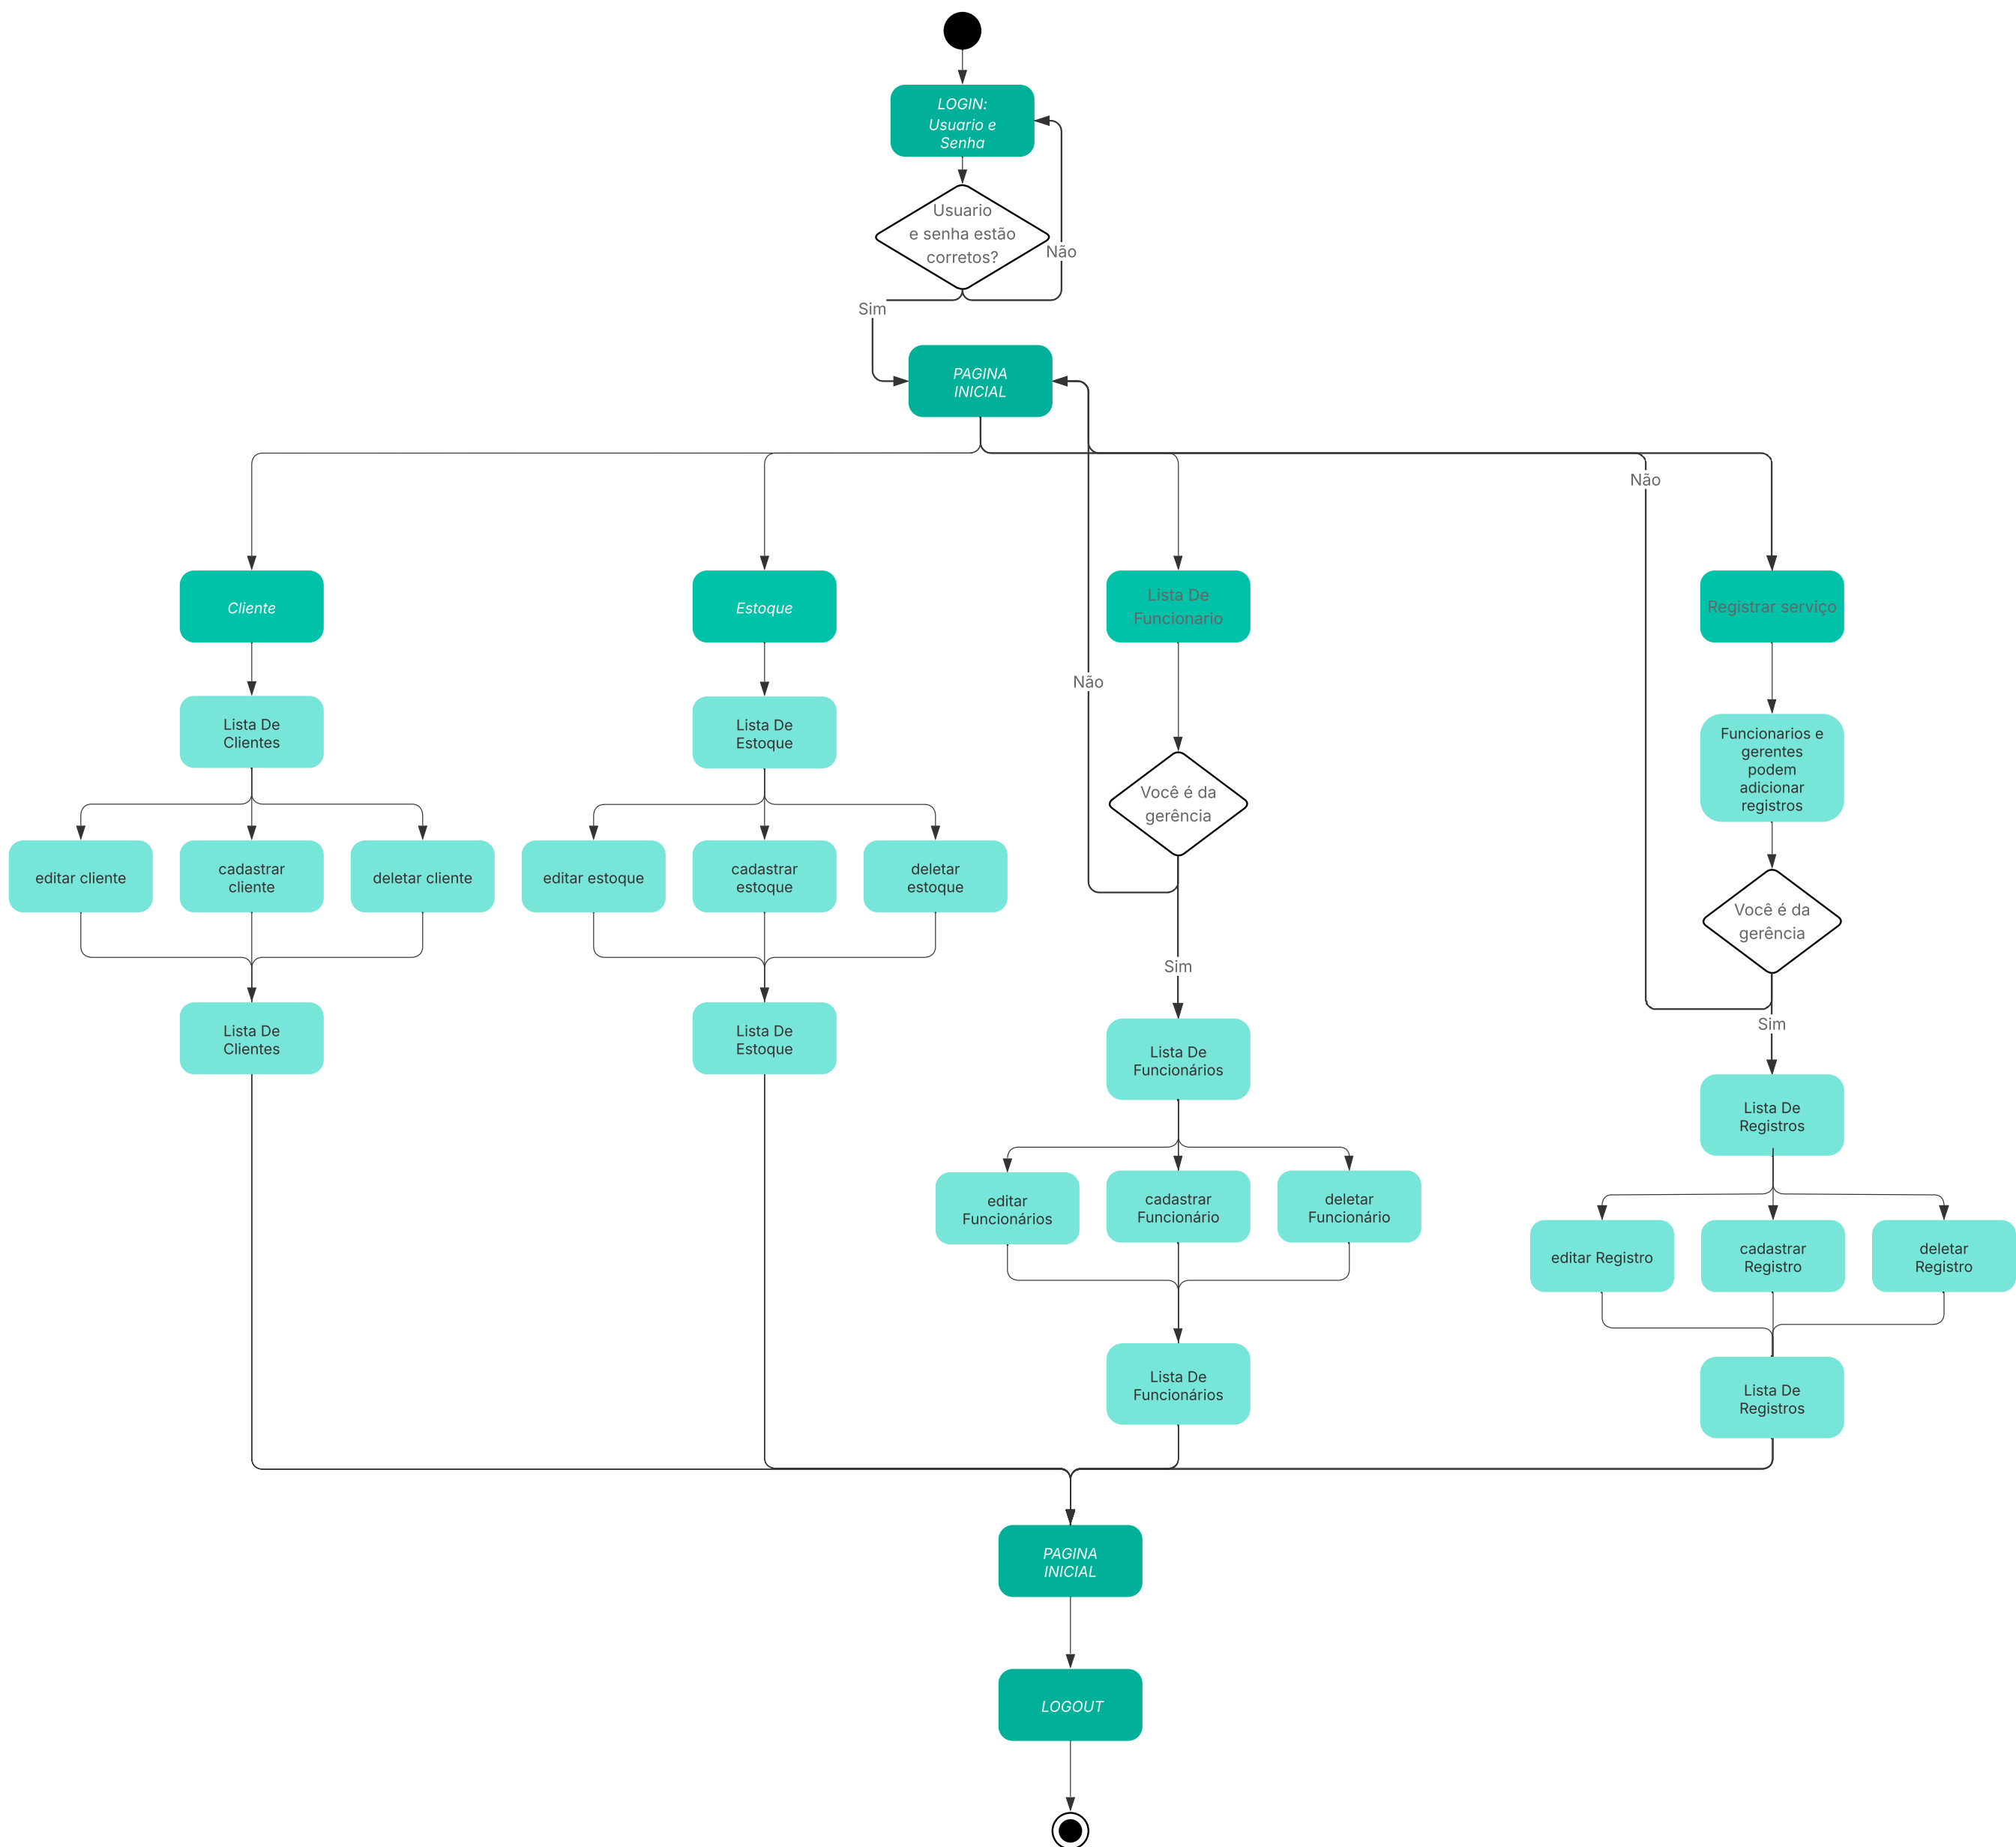 LOGIN:
Usuario e
Senha
Usuario
e senha estão
corretos?
Não
Sim
PAGINA
INICIAL
Não
Cliente
Estoque
Lista De
Funcionario
Registrar serviço
Não
Lista De
Clientes
Lista De
Estoque
Funcionarios e
gerentes
podem
adicionar
registros
Você é da
gerência
editar cliente
cadastrar
cliente
deletar cliente
editar estoque
cadastrar
estoque
deletar
estoque
Você é da
gerência
Sim
Sim
Lista De
Clientes
Lista De
Estoque
Lista De
Funcionários
Lista De
Registros
editar
Funcionários
cadastrar
Funcionário
deletar
Funcionário
editar Registro
cadastrar
Registro
deletar
Registro
Lista De
Funcionários
Lista De
Registros
PAGINA
INICIAL
LOGOUT